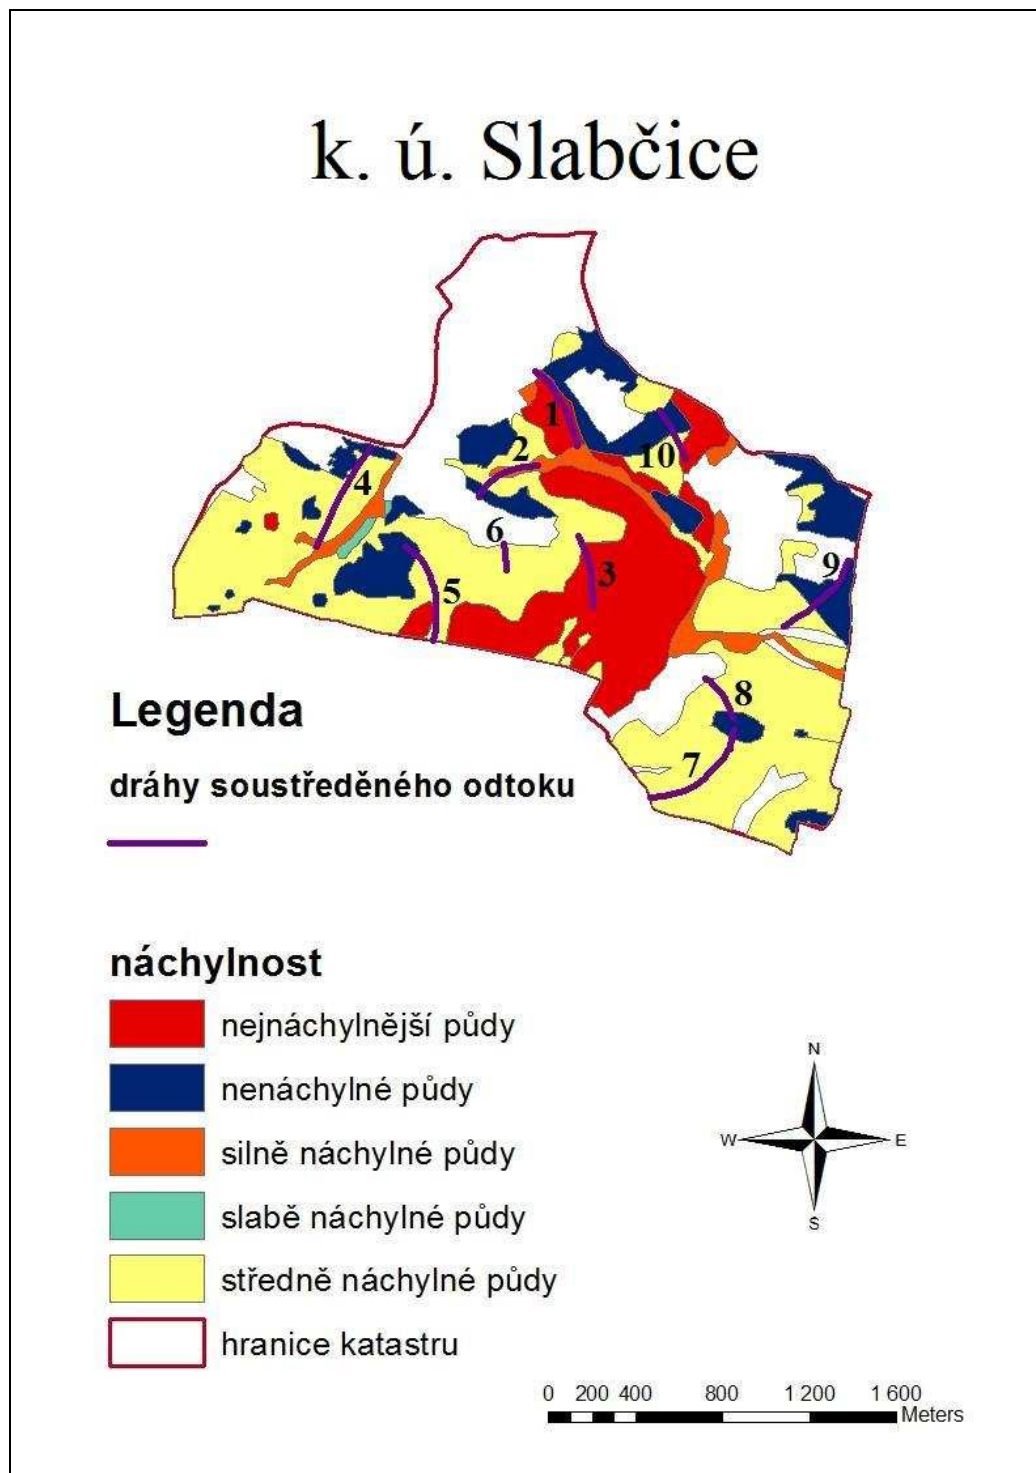 k. ú. Slabčice
1
2
10
4
6
9
3
5
8
7
Legenda
dráhy soustředěného odtoku
náchylnost
nejnáchylnější půdy
nenáchylné půdy
silně náchylné půdy
slabě náchylné půdy
středně náchylné půdy
hranice katastru
N
W E
S
0 200 400 800 1 200 1 600
Meters